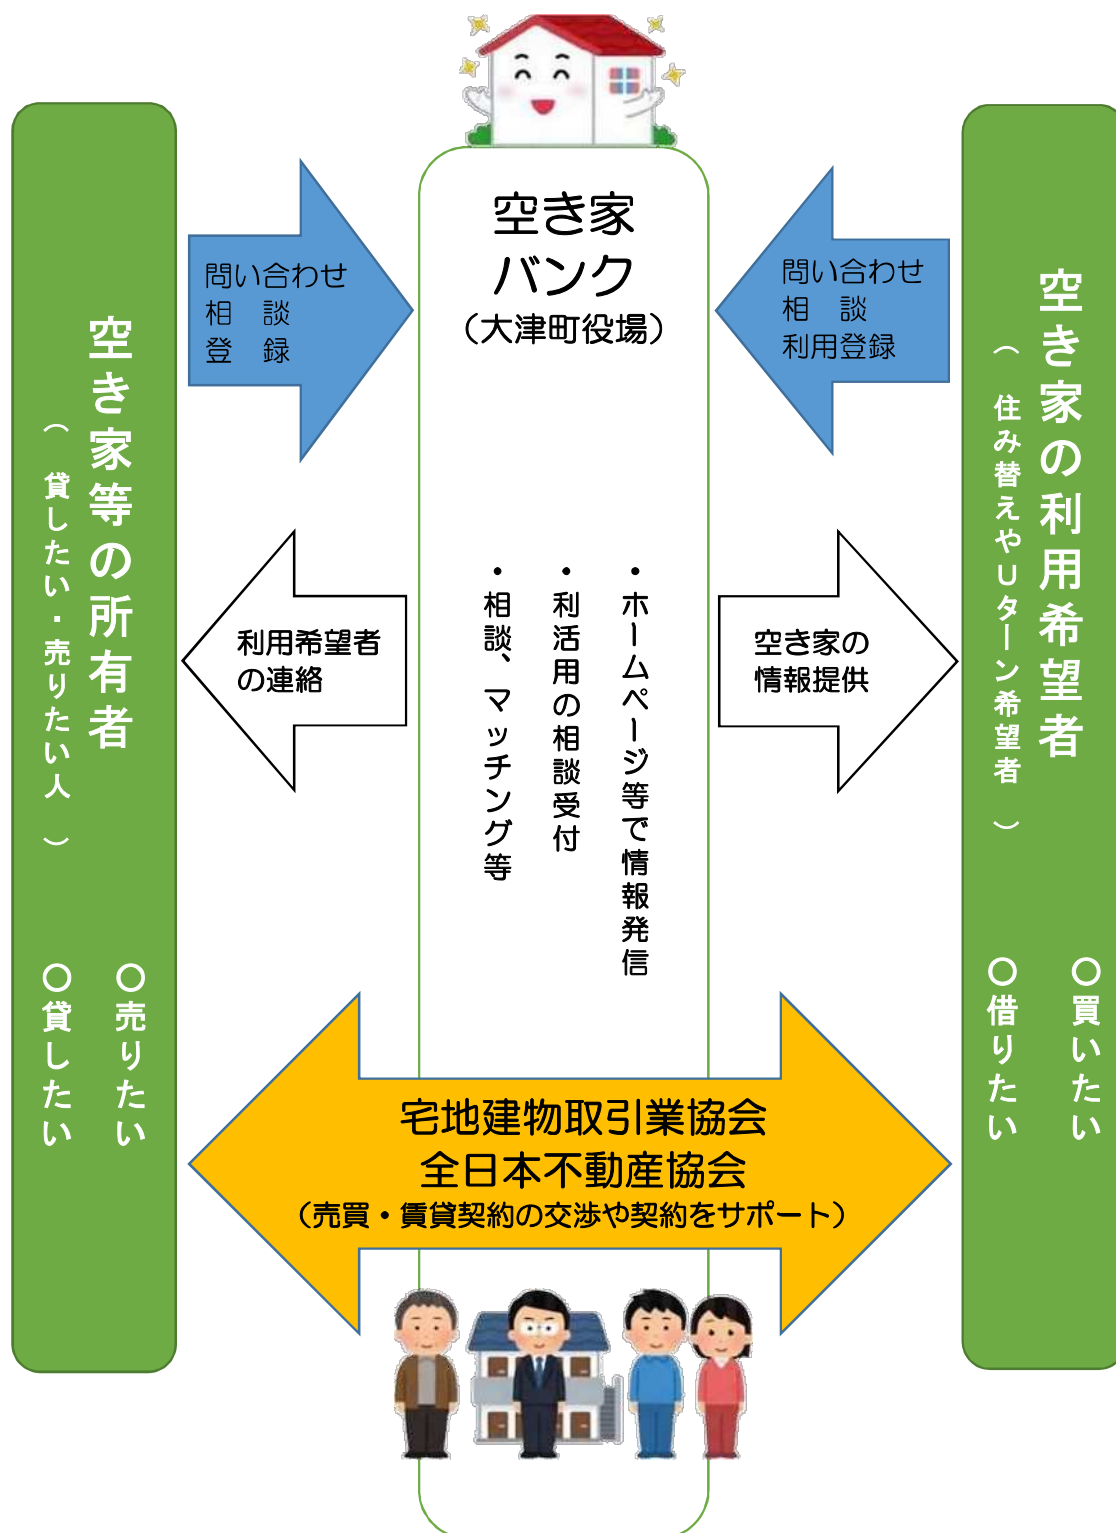 空き家
バンク
（大津町役場）
問い合わせ
相　談
登　録
問い合わせ
相　談
利用登録
空き家等の所有者
（　貸したい・売りたい人　）
〇売りたい
〇貸したい
利用希望者
の連絡
・ホームページ等で情報発信
・利活用の相談受付
・相談、マッチング等
空き家の
情報提供
空き家の利用希望者
（　住み替えやＵターン希望者　）
〇買いたい
〇借りたい
宅地建物取引業協会
全日本不動産協会
（売買・賃貸契約の交渉や契約をサポート）